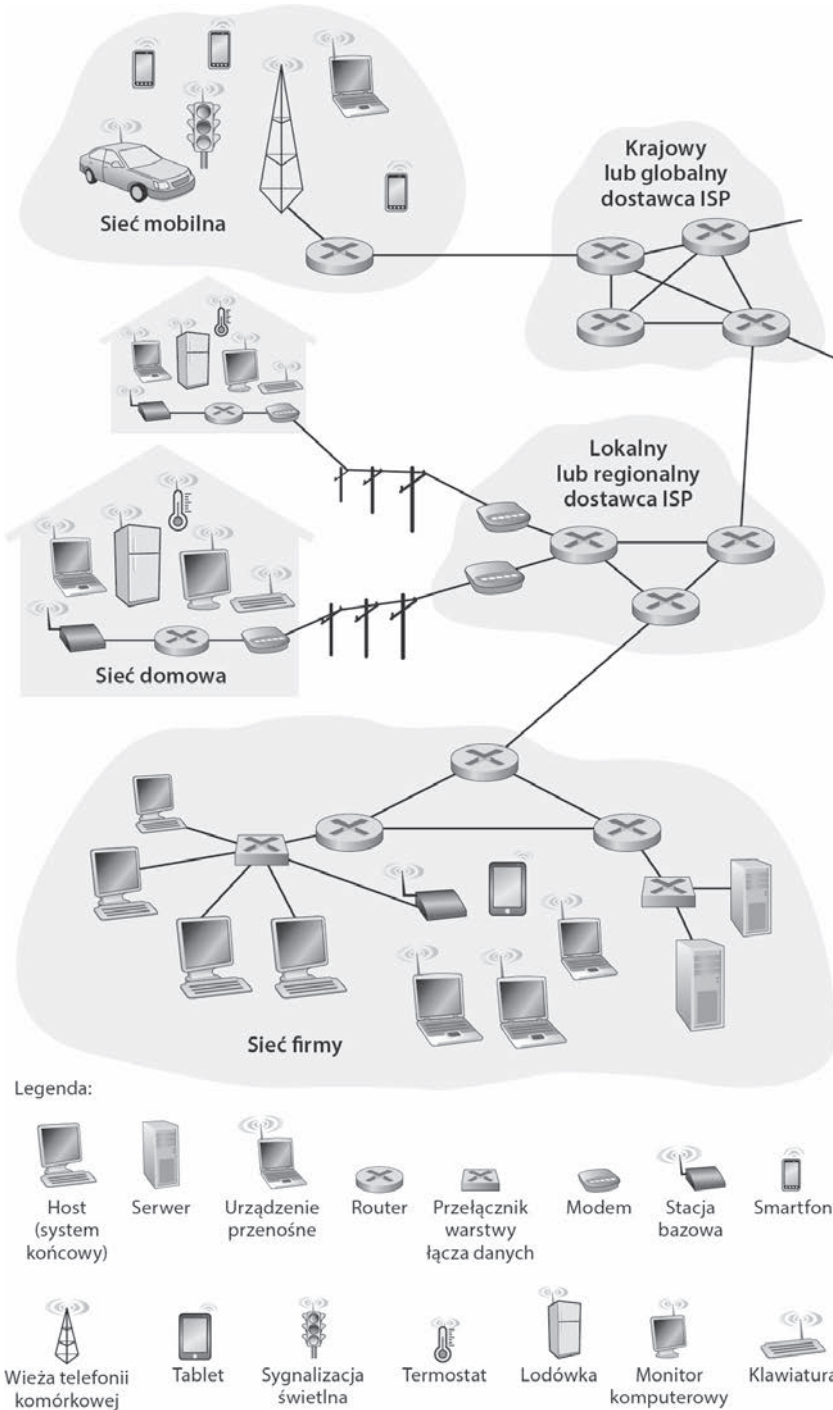 Sieć mobilna
Krajowy
lub globalny
dostawca ISP
Lokalny
lub regionalny
dostawca ISP
Sieć domowa
Sieć firmy
Legenda:
Host
(system
końcowy)
Serwer
Urządzenie
przenośne
Router
Przełącznik
warstwy
łącza danych
Modem
Stacja
bazowa
Smartfon
Wieża telefonii
komórkowej
Tablet
Sygnalizacja
świetlna
Termostat
Lodówka
Monitor
komputerowy
Klawiatura